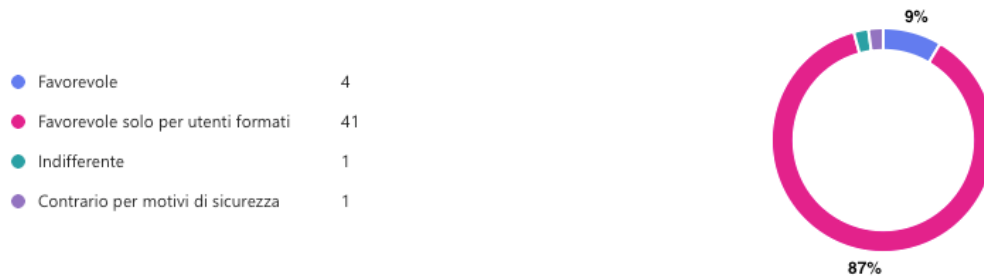 9%
Favorevole 4
Favorevole solo per utenti formati 41
Indifferente 1
Contrario per motivi di sicurezza 1
87%